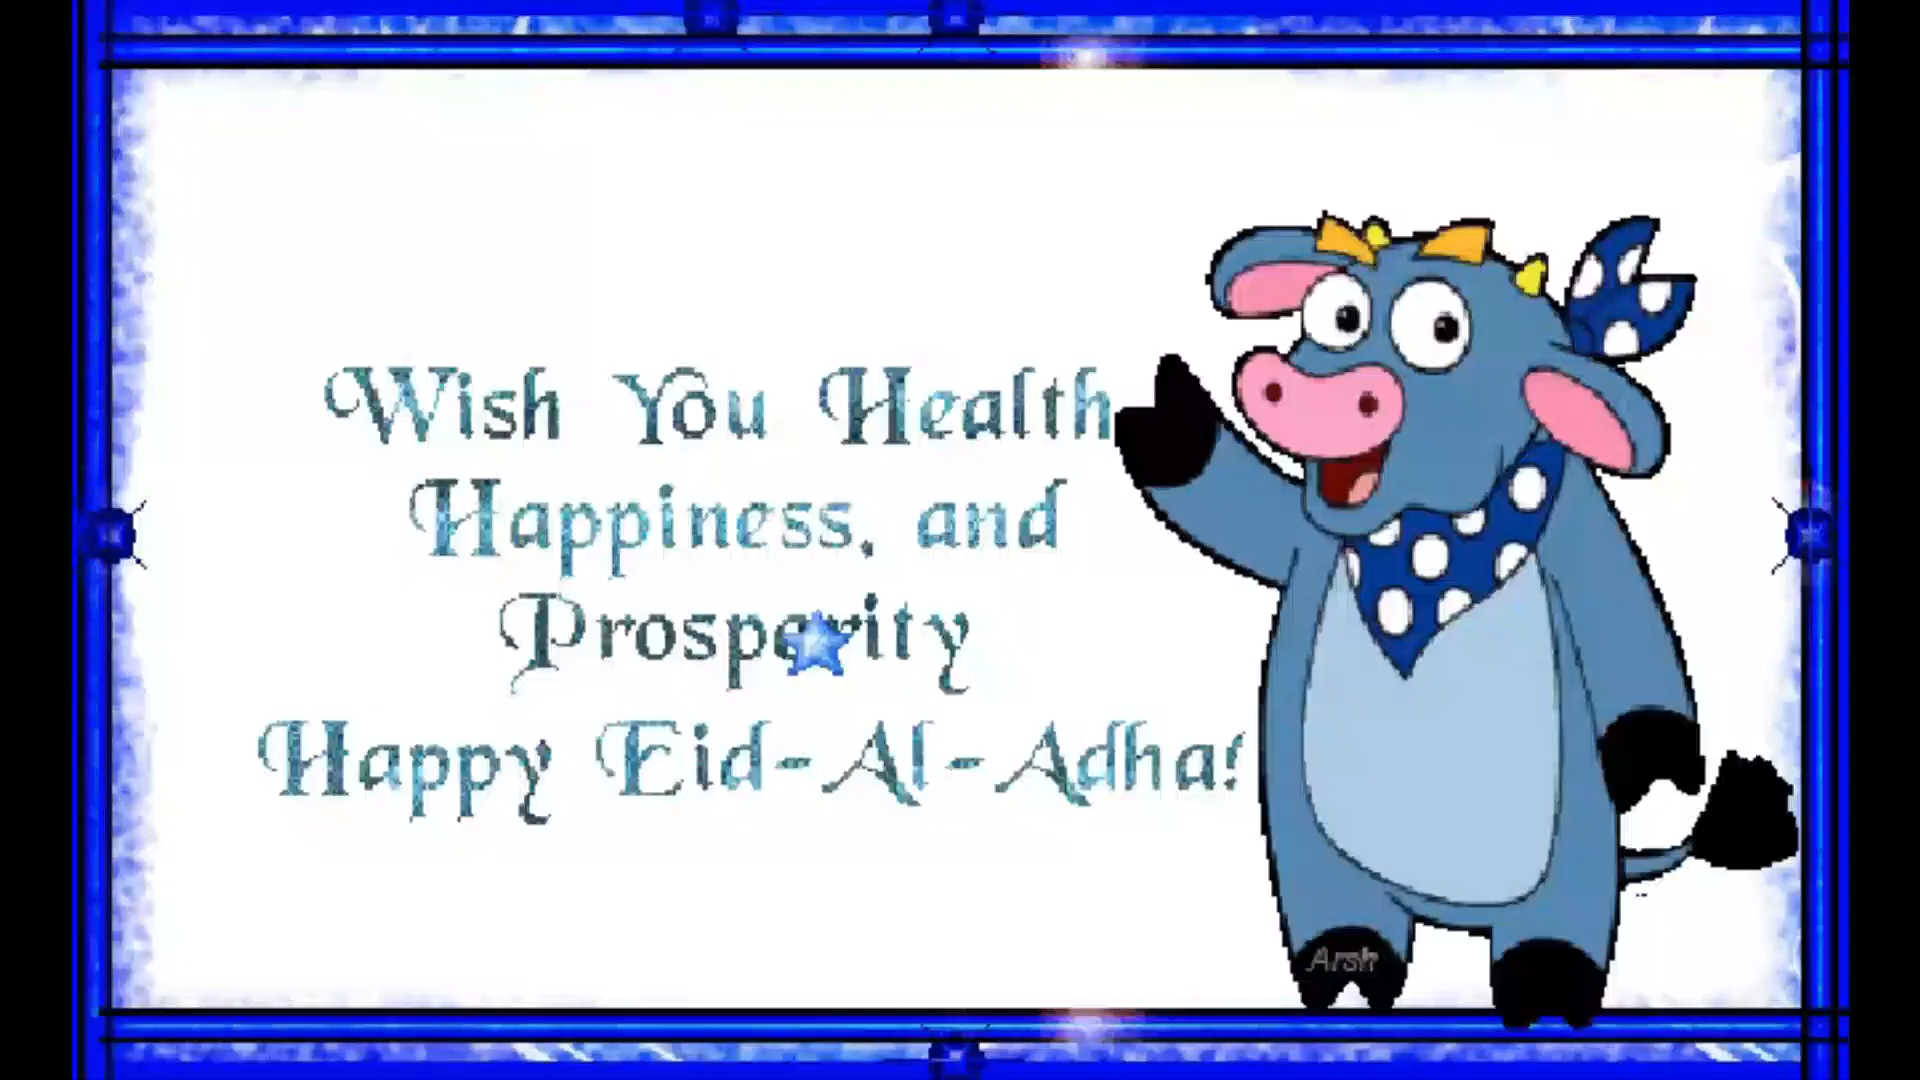 Wish You Health
Happiness, and
Prosperity
Happy Eid-Al-Adha!
Arsh